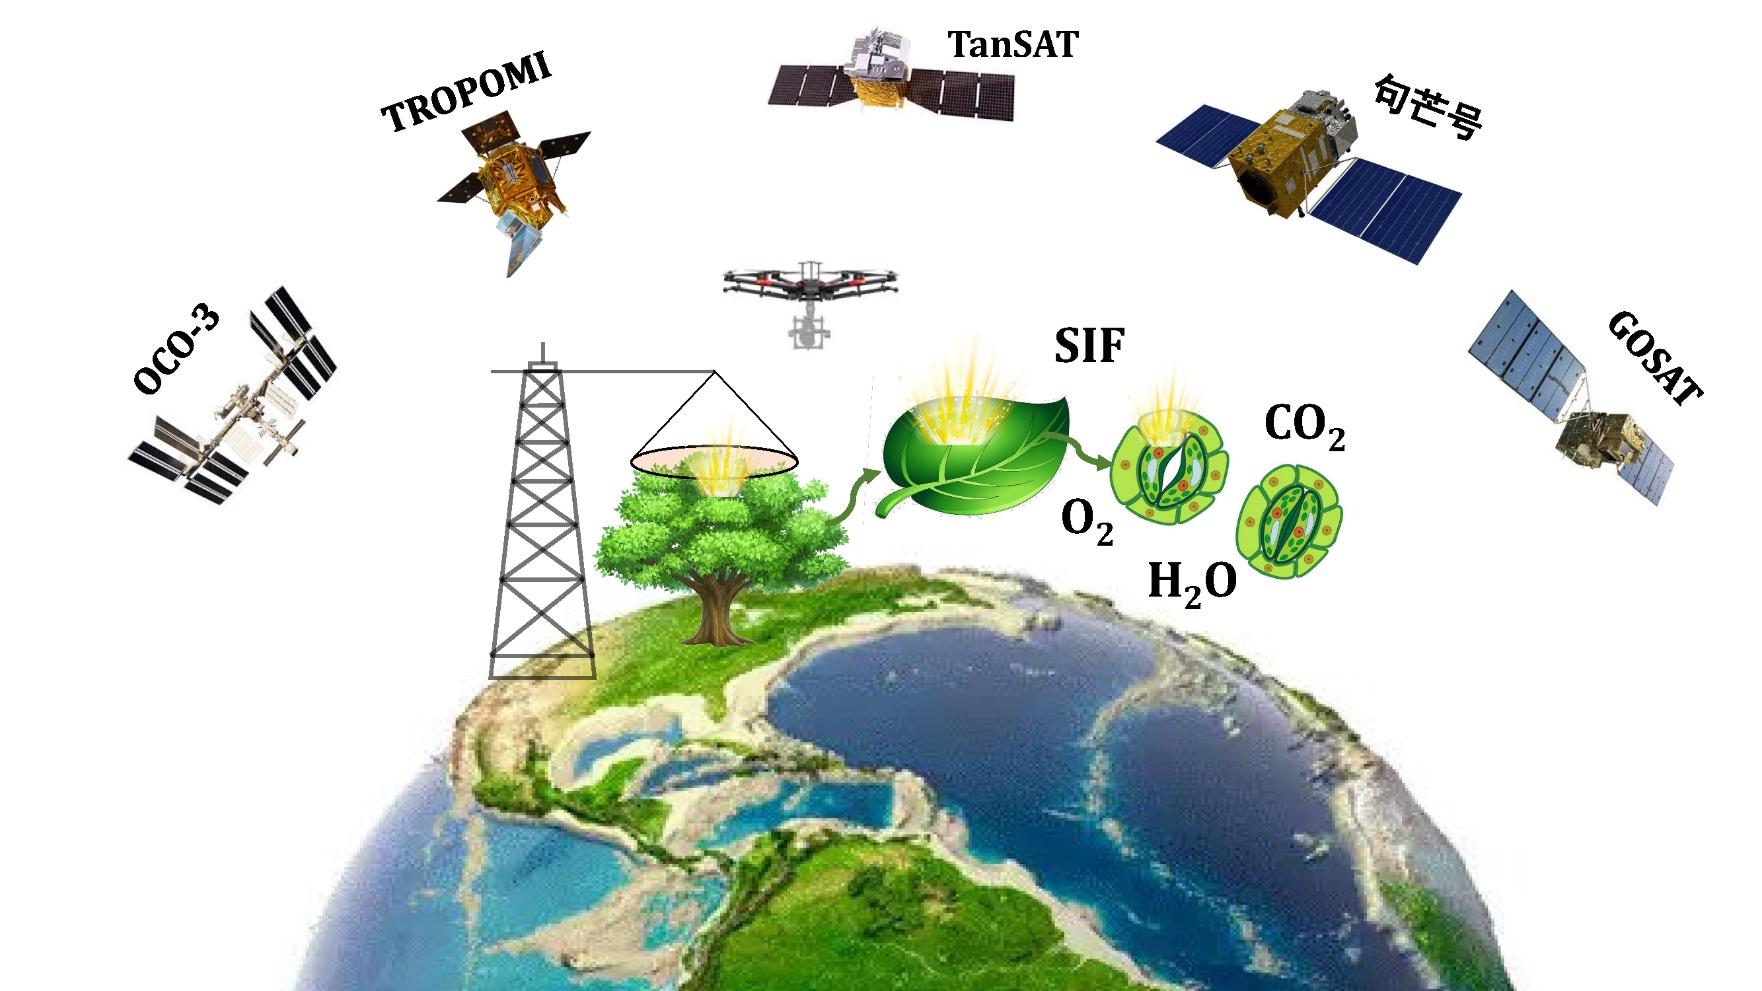 TanSAT
TROPOMI
句芒号
OCO-3
GOSAT
SIF
CO₂
O₂
H₂O